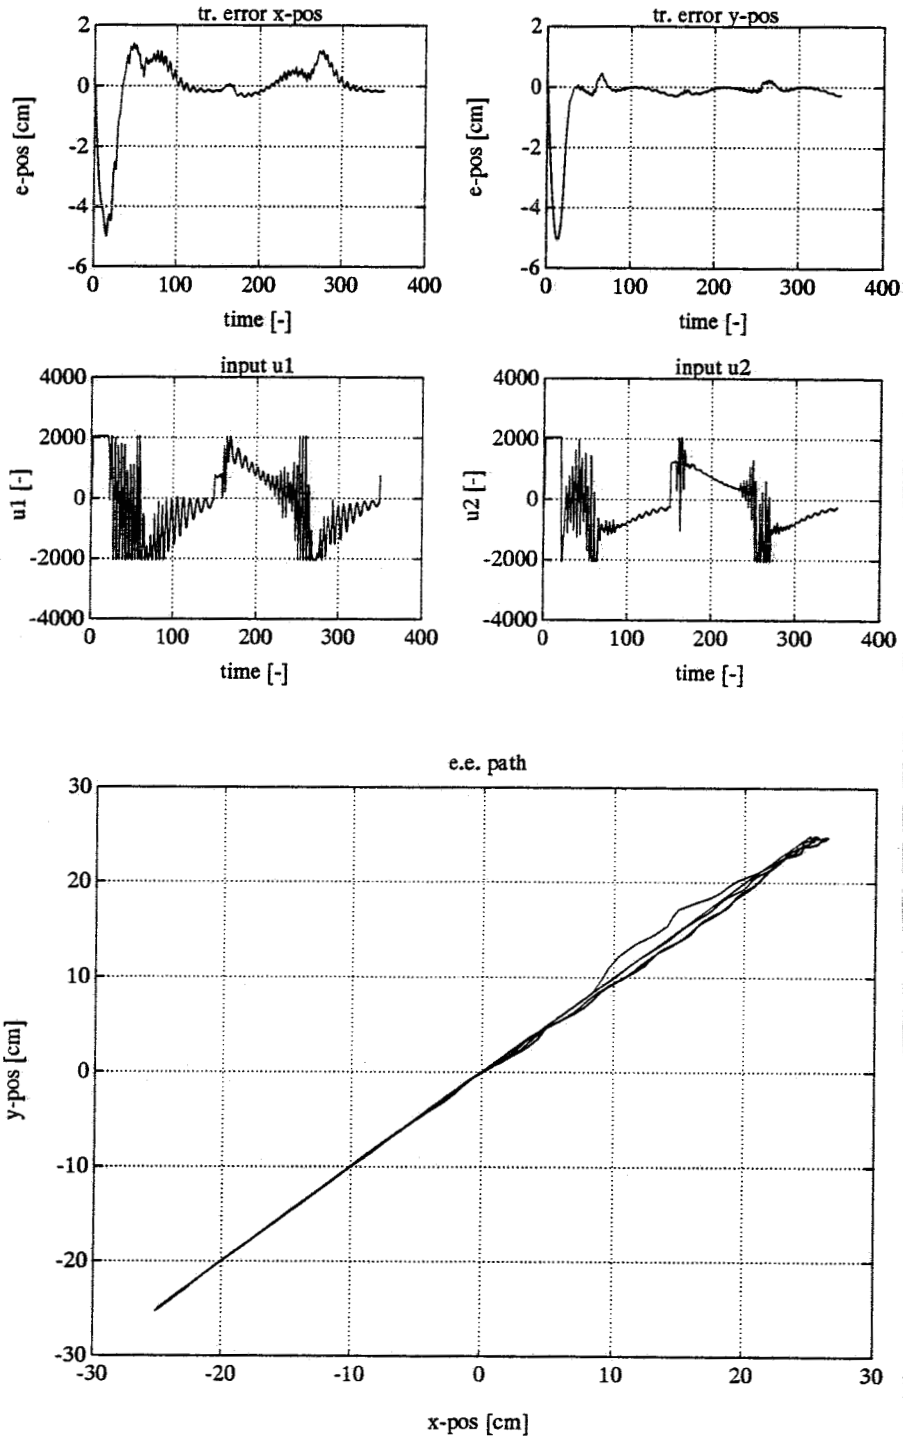 tr. error x-pos
2
0
-2
-4
-6
e-pos [cm]
0 100 200 300 400
time [-]
tr. error y-pos
2
0
-2
-4
-6
e-pos [cm]
0 100 200 300 400
time [-]
input u1
4000
2000
0
-2000
-4000
u1 [-]
0 100 200 300 400
time [-]
input u2
4000
2000
0
-2000
-4000
u2 [-]
0 100 200 300 400
time [-]
e.e. path
30
20
10
0
-10
-20
-30
y-pos [cm]
-30 -20 -10 0 10 20 30
x-pos [cm]